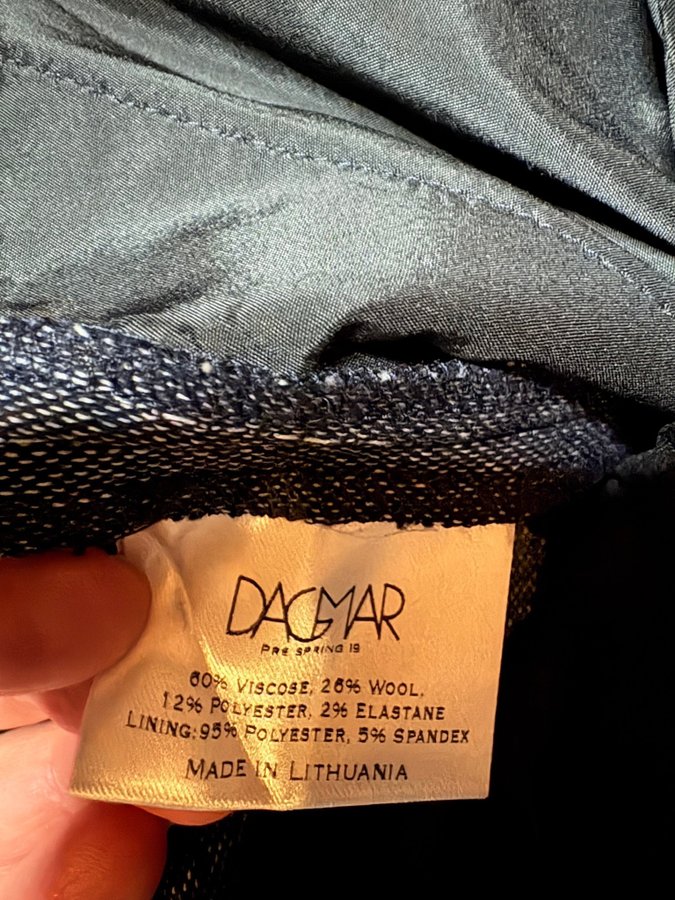 DAGMAR
PRE SPRING 19
60% VISCOSE, 26% WOOL,
12% POLYESTER, 2% ELASTANE
LINING:95% POLYESTER, 5% SPANDEX
MADE IN LITHUANIA